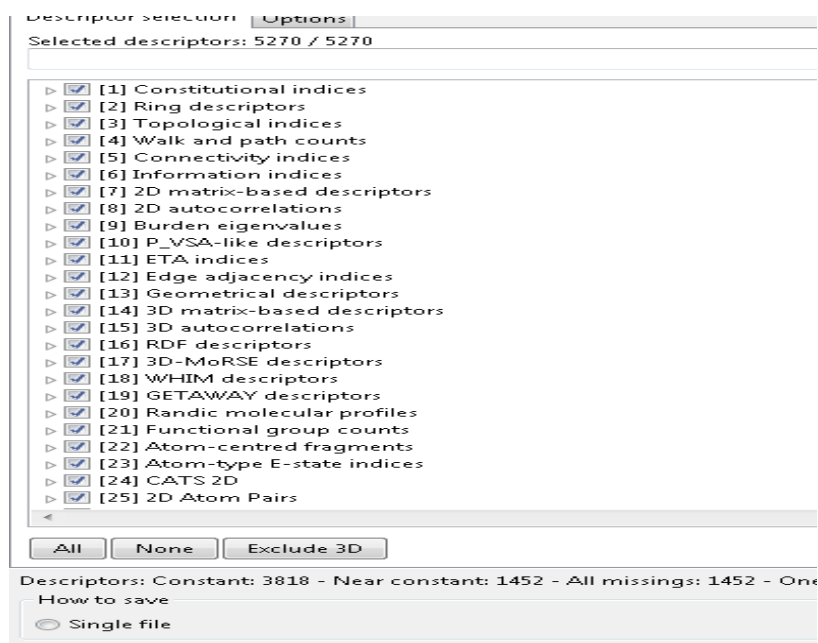 Descriptor selection Options
Selected descriptors: 5270 / 5270
[1] Constitutional indices
[2] Ring descriptors
[3] Topological indices
[4] Walk and path counts
[5] Connectivity indices
[6] Information indices
[7] 2D matrix-based descriptors
[8] 2D autocorrelations
[9] Burden eigenvalues
[10] P_VSA-like descriptors
[11] ETA indices
[12] Edge adjacency indices
[13] Geometrical descriptors
[14] 3D matrix-based descriptors
[15] 3D autocorrelations
[16] RDF descriptors
[17] 3D-MoRSE descriptors
[18] WHIM descriptors
[19] GETAWAY descriptors
[20] Randic molecular profiles
[21] Functional group counts
[22] Atom-centred fragments
[23] Atom-type E-state indices
[24] CATS 2D
[25] 2D Atom Pairs
All None Exclude 3D
Descriptors: Constant: 3818 - Near constant: 1452 - All missings: 1452 - One
How to save
Single file